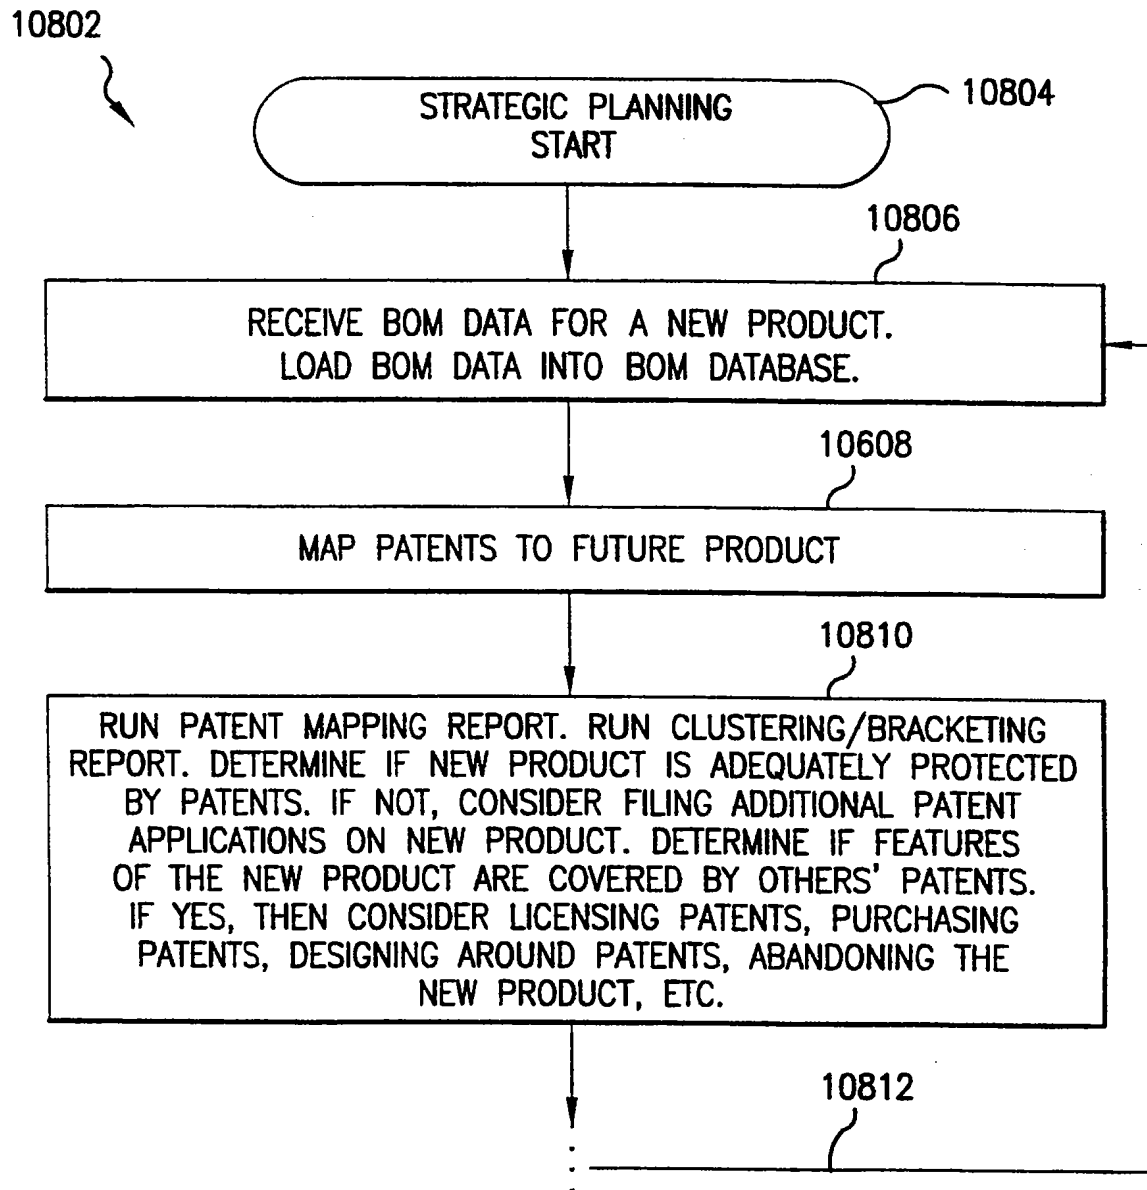 10802
STRATEGIC PLANNING
START
10804
10806
RECEIVE BOM DATA FOR A NEW PRODUCT.
LOAD BOM DATA INTO BOM DATABASE.
10608
MAP PATENTS TO FUTURE PRODUCT
10810
RUN PATENT MAPPING REPORT. RUN CLUSTERING/BRACKETING
REPORT. DETERMINE IF NEW PRODUCT IS ADEQUATELY PROTECTED
BY PATENTS. IF NOT, CONSIDER FILING ADDITIONAL PATENT
APPLICATIONS ON NEW PRODUCT. DETERMINE IF FEATURES
OF THE NEW PRODUCT ARE COVERED BY OTHERS' PATENTS.
IF YES, THEN CONSIDER LICENSING PATENTS, PURCHASING
PATENTS, DESIGNING AROUND PATENTS, ABANDONING THE
NEW PRODUCT, ETC.
10812